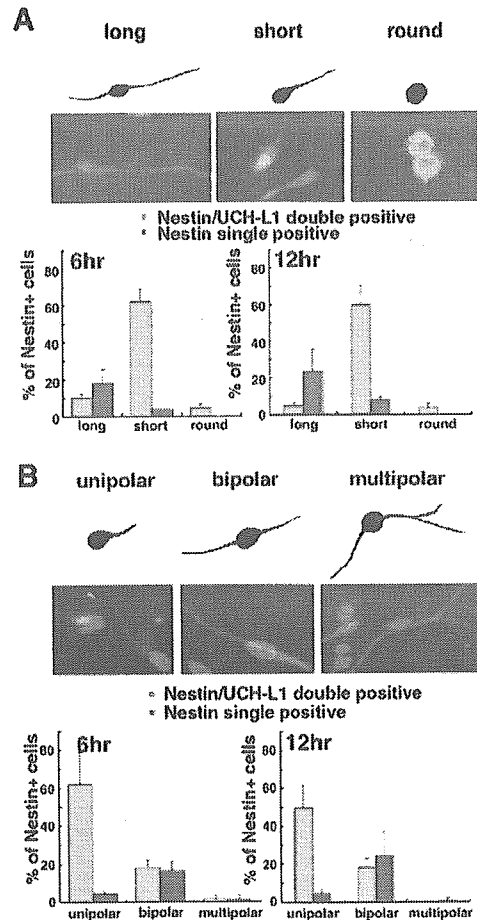 A
long short round
Nestin/UCH-L1 double positive
Nestin single positive
6hr 12hr
% of Nestin+ cells % of Nestin+ cells
80 80
60 60
40 40
20 20
0 0
long short round long short round
B
unipolar bipolar multipolar
Nestin/UCH-L1 double positive
Nestin single positive
6hr 12hr
% of Nestin+ cells % of Nestin+ cells
80 80
60 60
40 40
20 20
0 0
unipolar bipolar multipolar unipolar bipolar multipolar